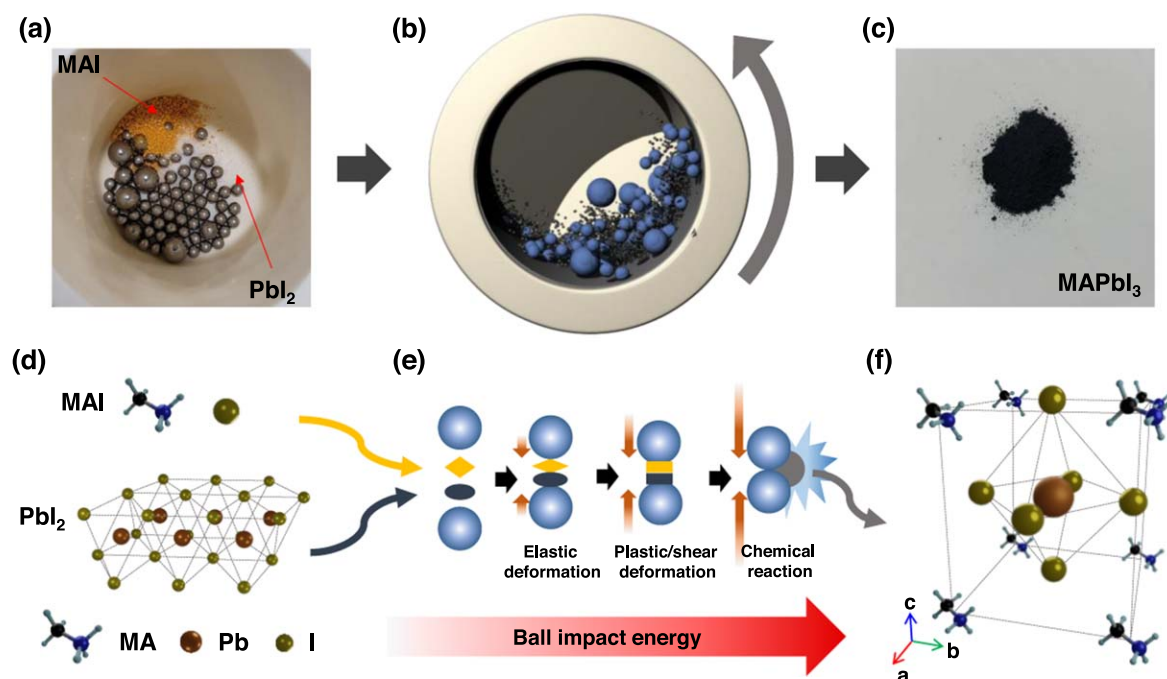 (a)
MAI
PbI₂
(b)
(c)
MAPbI₃
(d)
MAI
PbI₂
MA
Pb
I
(e)
Elastic
deformation
Plastic/shear
deformation
Chemical
reaction
Ball impact energy
(f)
c
b
a